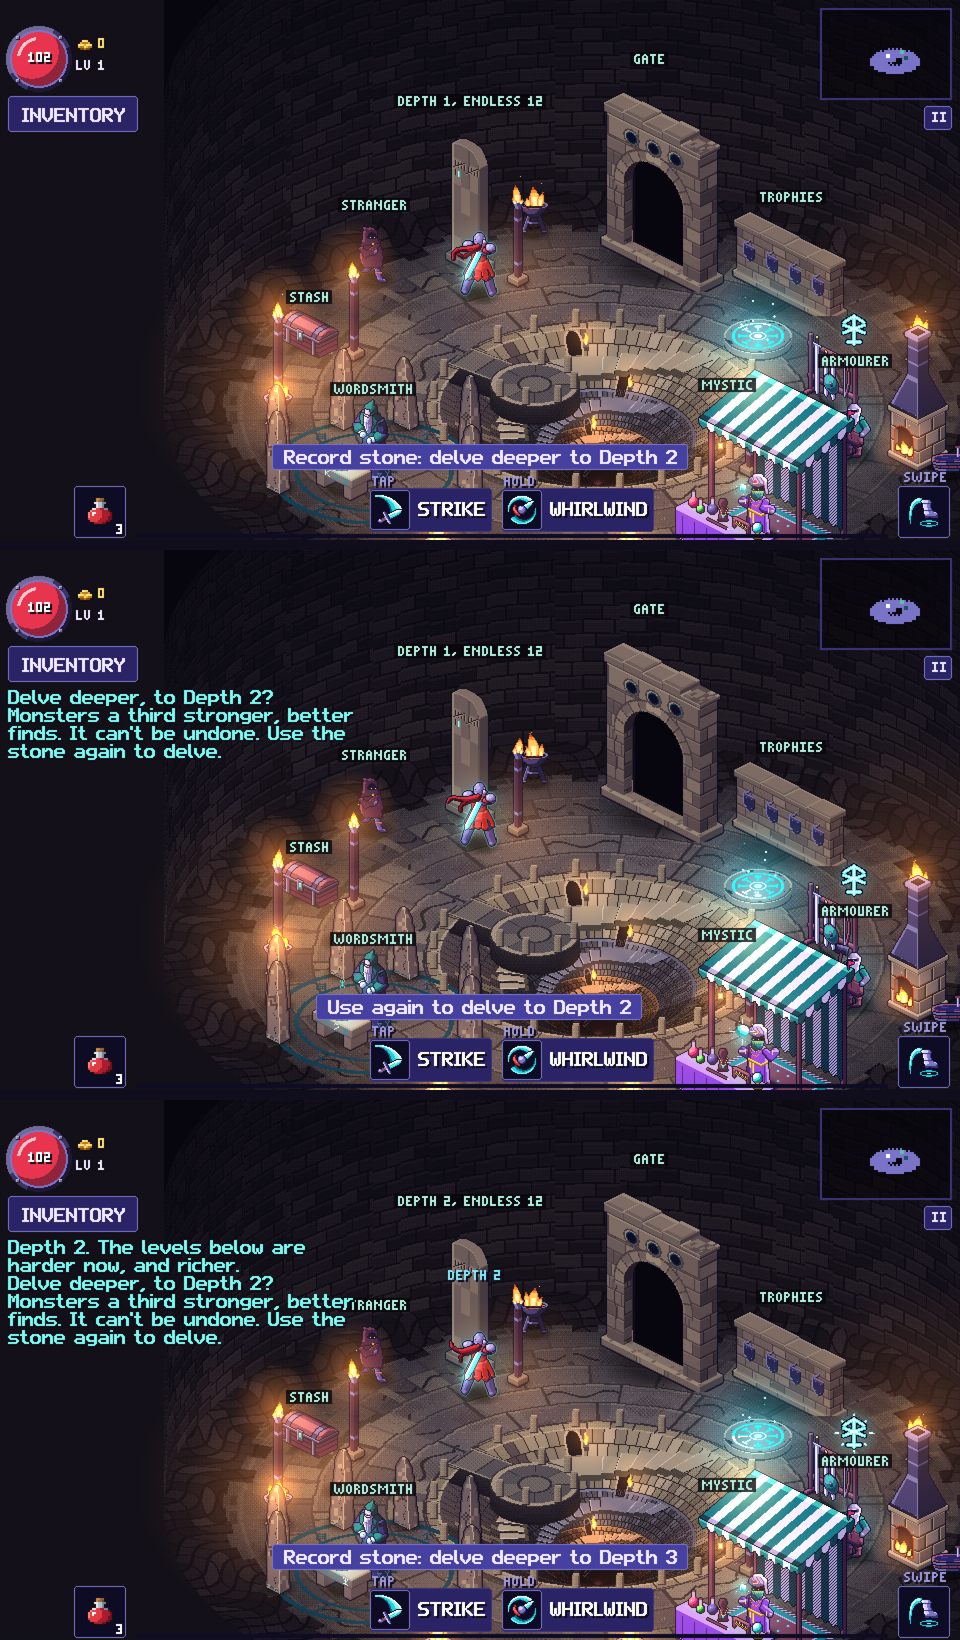 102
0
LV 1
INVENTORY
GATE
DEPTH 1, ENDLESS 12
II
TROPHIES
STRANGER
STASH
ARMOURER
WORDSMITH
MYSTIC
Record stone: delve deeper to Depth 2
TAP
HOLD
SWIPE
STRIKE
WHIRLWIND
3
102
0
LV 1
INVENTORY
GATE
DEPTH 1, ENDLESS 12
II
Delve deeper, to Depth 2?
Monsters a third stronger, better
finds. It can't be undone. Use the
stone again to delve.
TROPHIES
STRANGER
STASH
ARMOURER
WORDSMITH
MYSTIC
Use again to delve to Depth 2
TAP
HOLD
SWIPE
STRIKE
WHIRLWIND
3
102
0
LV 1
INVENTORY
GATE
DEPTH 2, ENDLESS 12
II
Depth 2. The levels below are
harder now, and richer.
Delve deeper, to Depth 2?
Monsters a third stronger, better
finds. It can't be undone. Use the
stone again to delve.
DEPTH 2
TROPHIES
TRANGER
STASH
ARMOURER
WORDSMITH
MYSTIC
Record stone: delve deeper to Depth 3
TAP
HOLD
SWIPE
STRIKE
WHIRLWIND
3